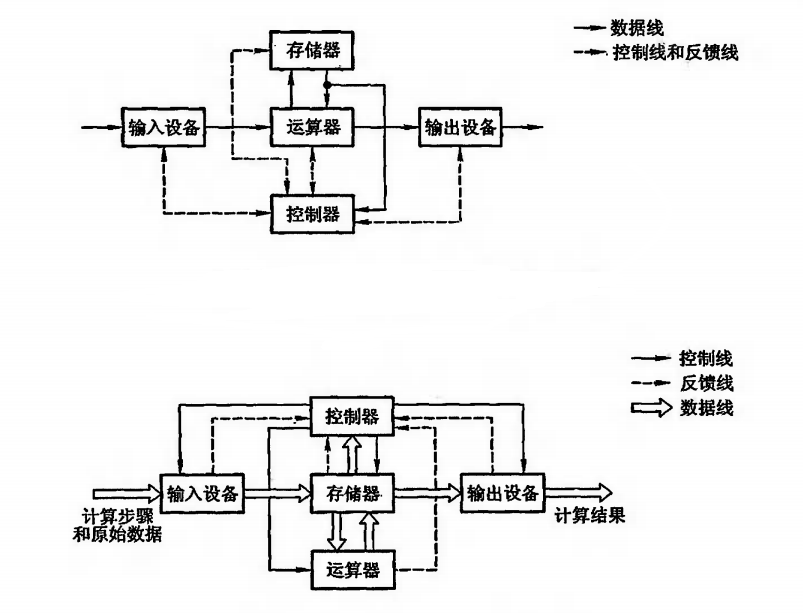 存储器
数据线
控制线和反馈线
输入设备
运算器
输出设备
控制器
控制线
反馈线
数据线
控制器
输入设备
存储器
输出设备
计算步骤
和原始数据
计算结果
运算器